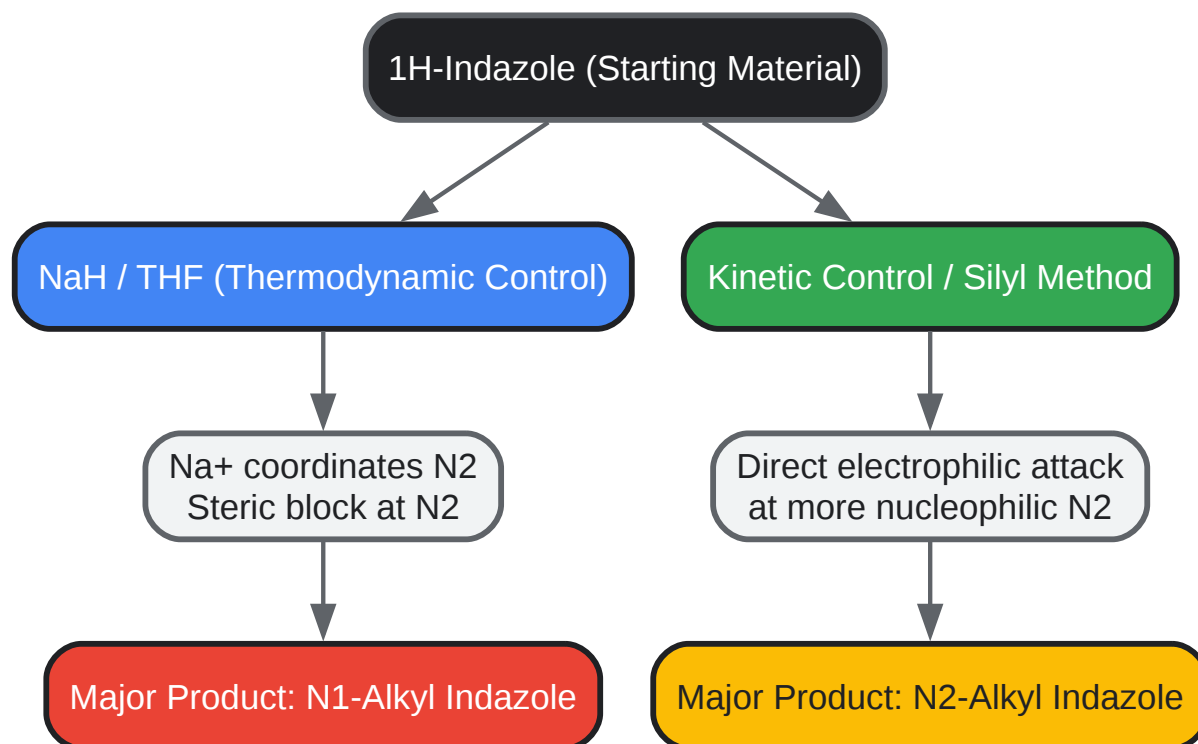 1H-Indazole (Starting Material)
NaH / THF (Thermodynamic Control)
Kinetic Control / Silyl Method
Na+ coordinates N2
Steric block at N2
Direct electrophilic attack
at more nucleophilic N2
Major Product: N1-Alkyl Indazole
Major Product: N2-Alkyl Indazole